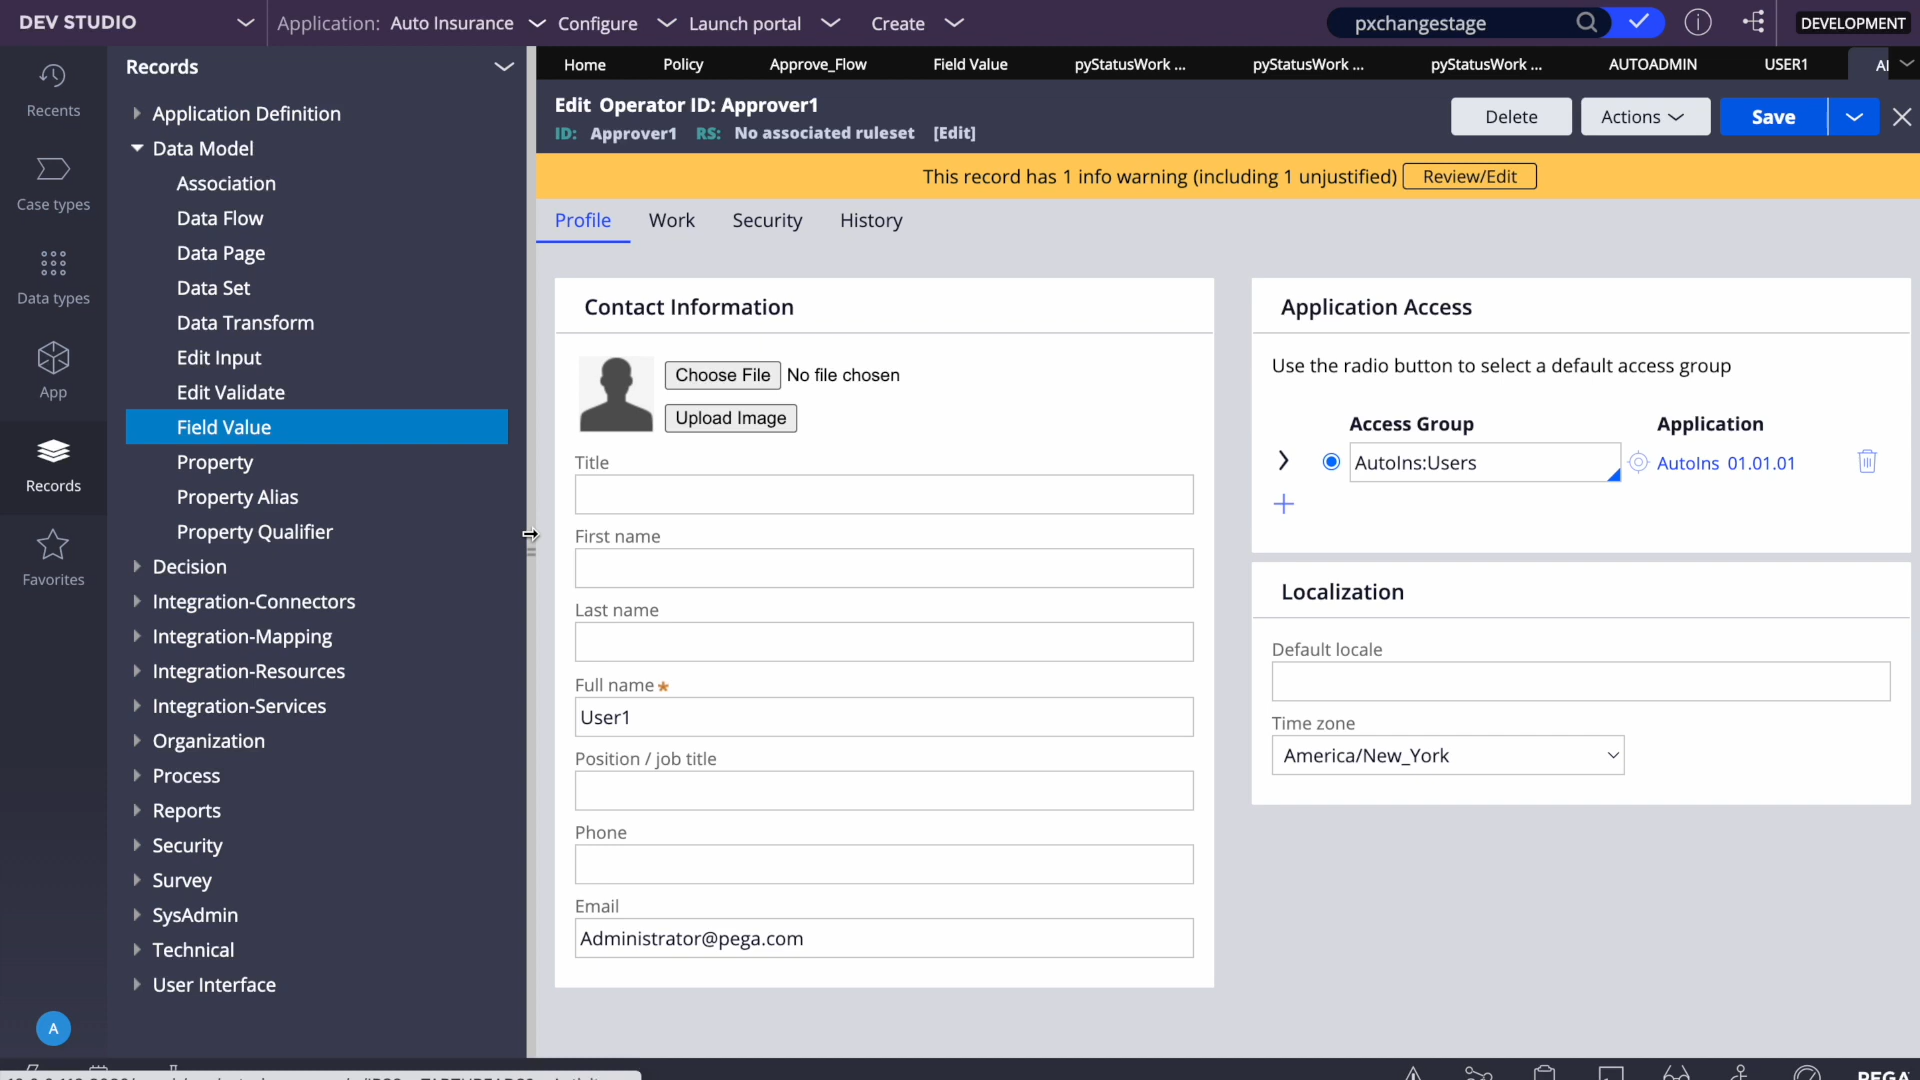 DEV STUDIO
Application: Auto Insurance
Configure
Launch portal
Create
pxchangestage
DEVELOPMENT
Recents
Case types
Data types
App
Records
Favorites
A
Records
Application Definition
Data Model
Association
Data Flow
Data Page
Data Set
Data Transform
Edit Input
Edit Validate
Field Value
Property
Property Alias
Property Qualifier
Decision
Integration-Connectors
Integration-Mapping
Integration-Resources
Integration-Services
Organization
Process
Reports
Security
Survey
SysAdmin
Technical
User Interface
Home
Policy
Approve_Flow
Field Value
pyStatusWork ...
pyStatusWork ...
pyStatusWork ...
AUTOADMIN
USER1
Edit Operator ID: Approver1
ID: Approver1 RS: No associated ruleset [Edit]
Delete
Actions
Save
This record has 1 info warning (including 1 unjustified)
Review/Edit
Profile
Work
Security
History
Contact Information
Choose File No file chosen
Upload Image
Title
First name
Last name
Full name ★
User1
Position / job title
Phone
Email
Administrator@pega.com
Application Access
Use the radio button to select a default access group
Access Group Application
AutoIns:Users AutoIns 01.01.01
Localization
Default locale
Time zone
America/New_York
PEGA